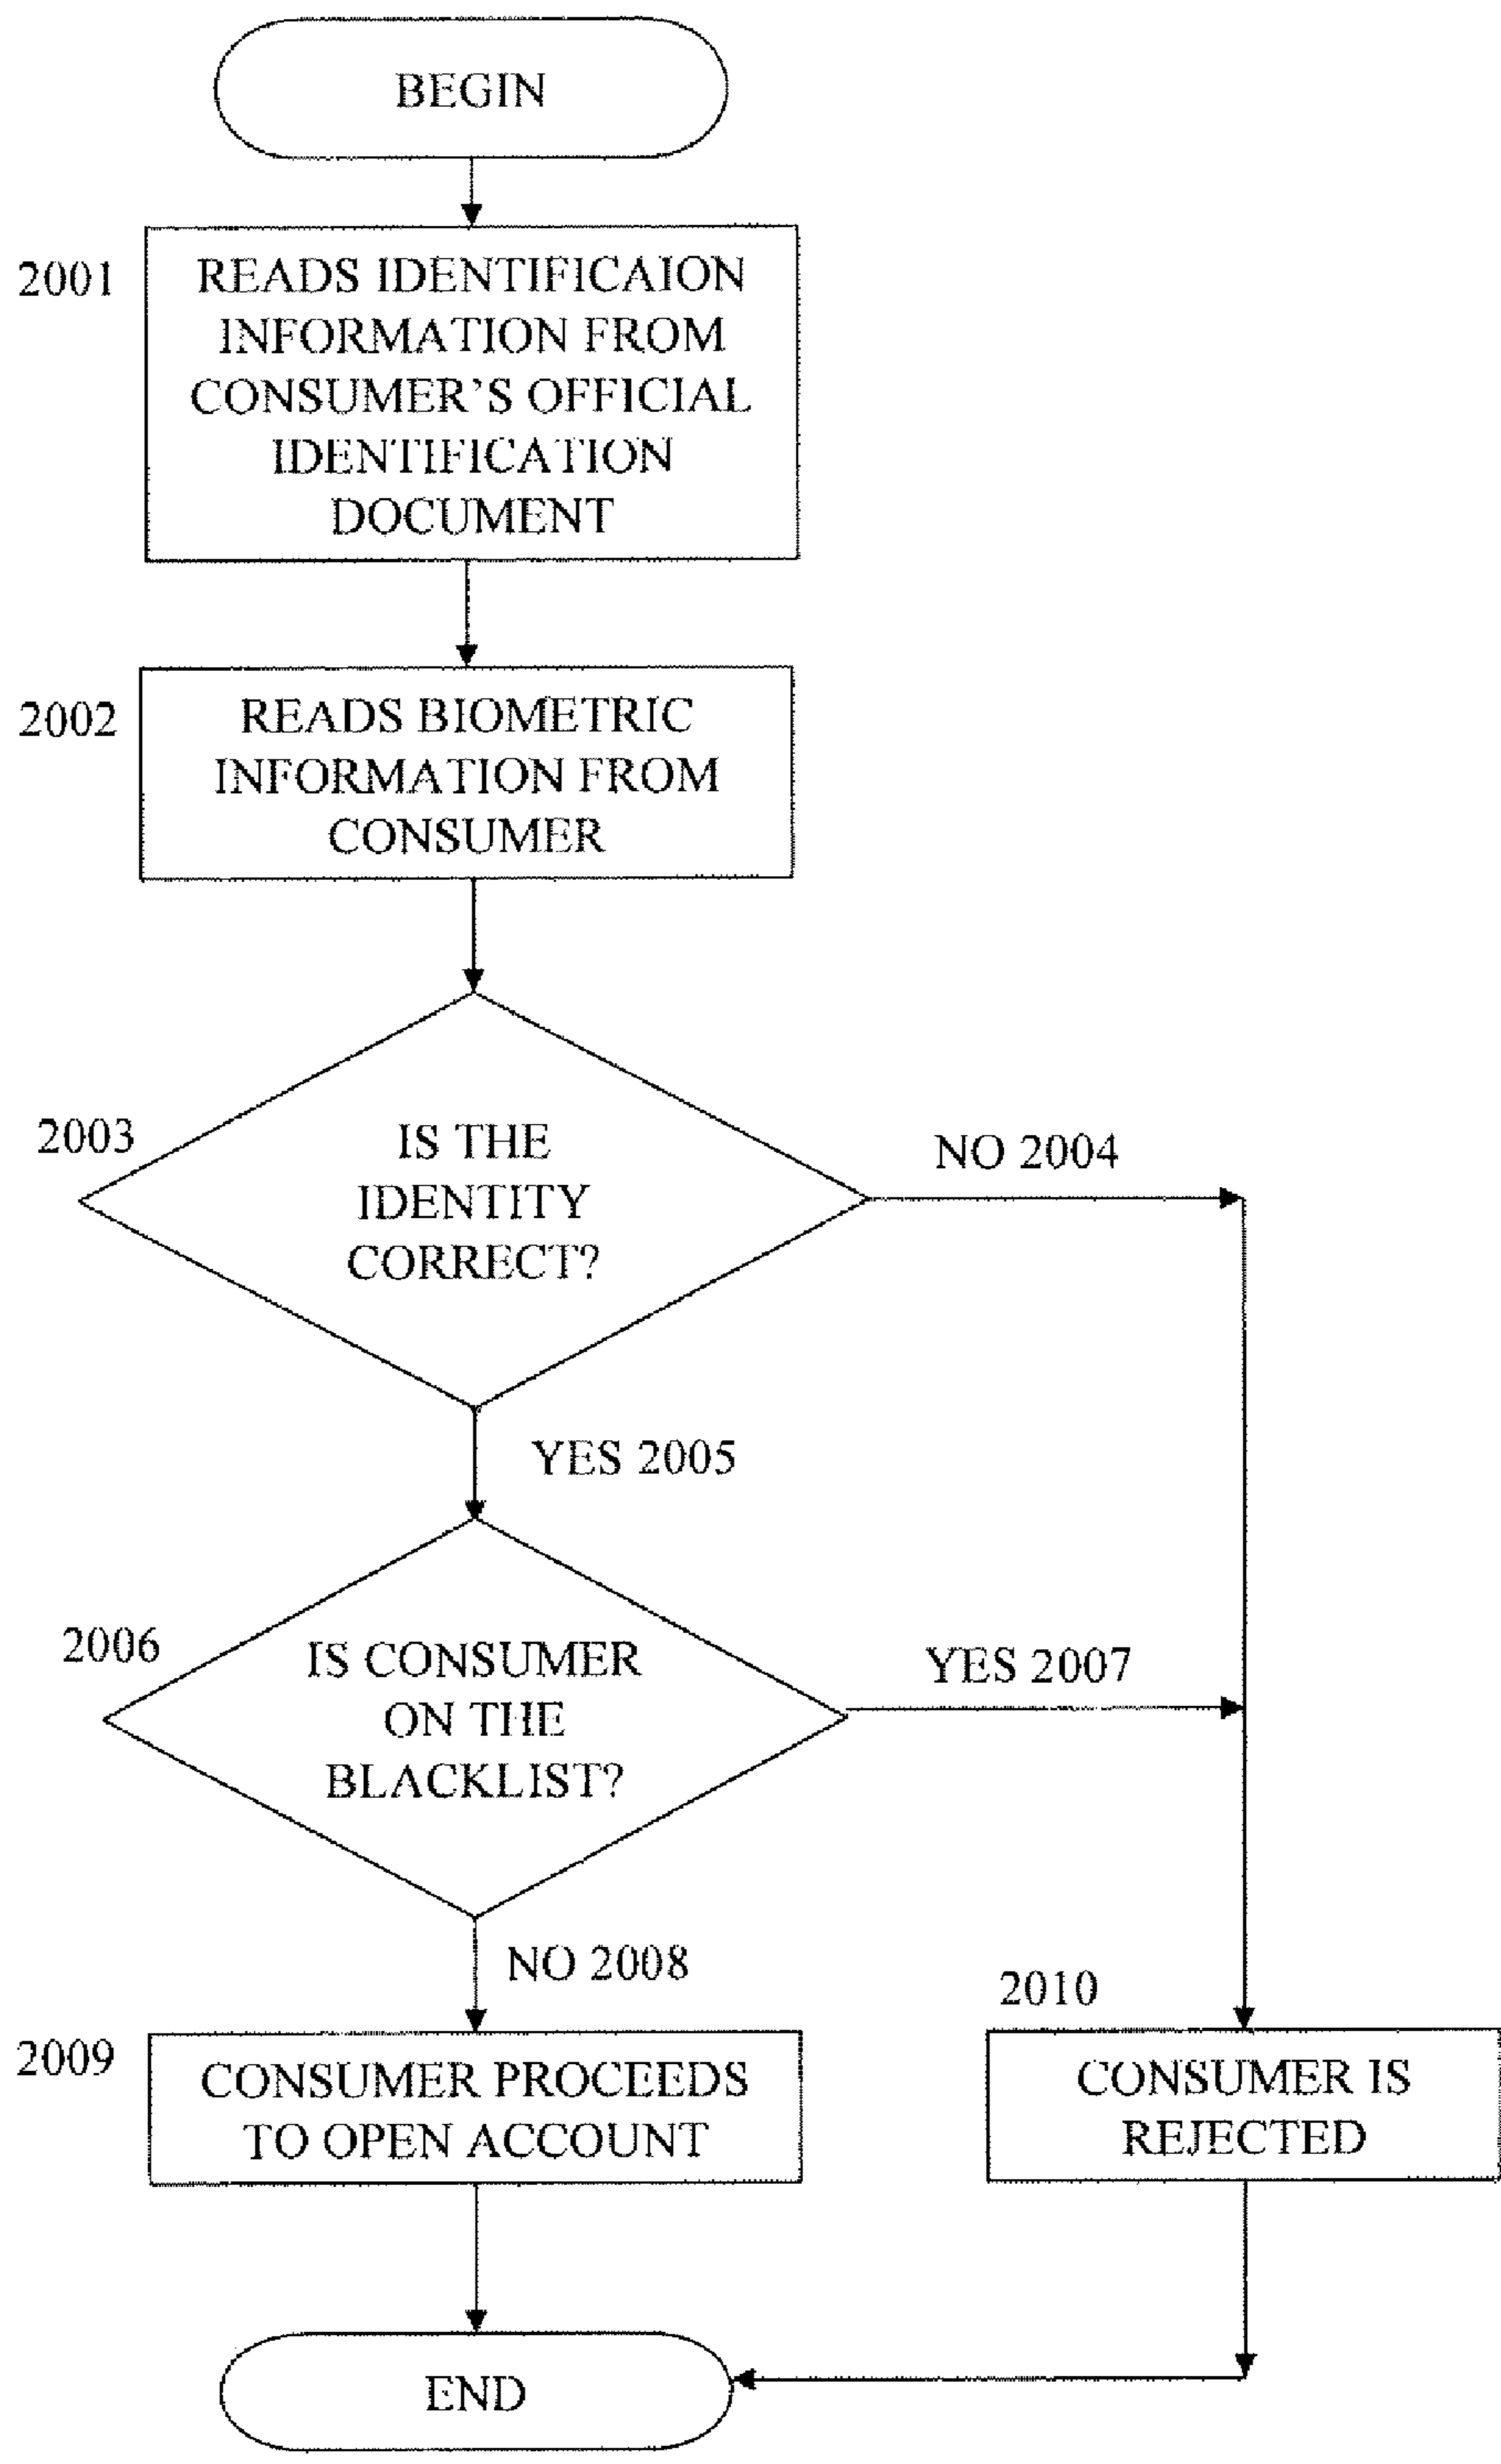 BEGIN
2001
READS IDENTIFICAION
INFORMATION FROM
CONSUMER'S OFFICIAL
IDENTIFICATION
DOCUMENT
2002
READS BIOMETRIC
INFORMATION FROM
CONSUMER
2003
IS THE
IDENTITY
CORRECT?
NO 2004
YES 2005
2006
IS CONSUMER
ON THE
BLACKLIST?
YES 2007
NO 2008
2009
CONSUMER PROCEEDS
TO OPEN ACCOUNT
2010
CONSUMER IS
REJECTED
END